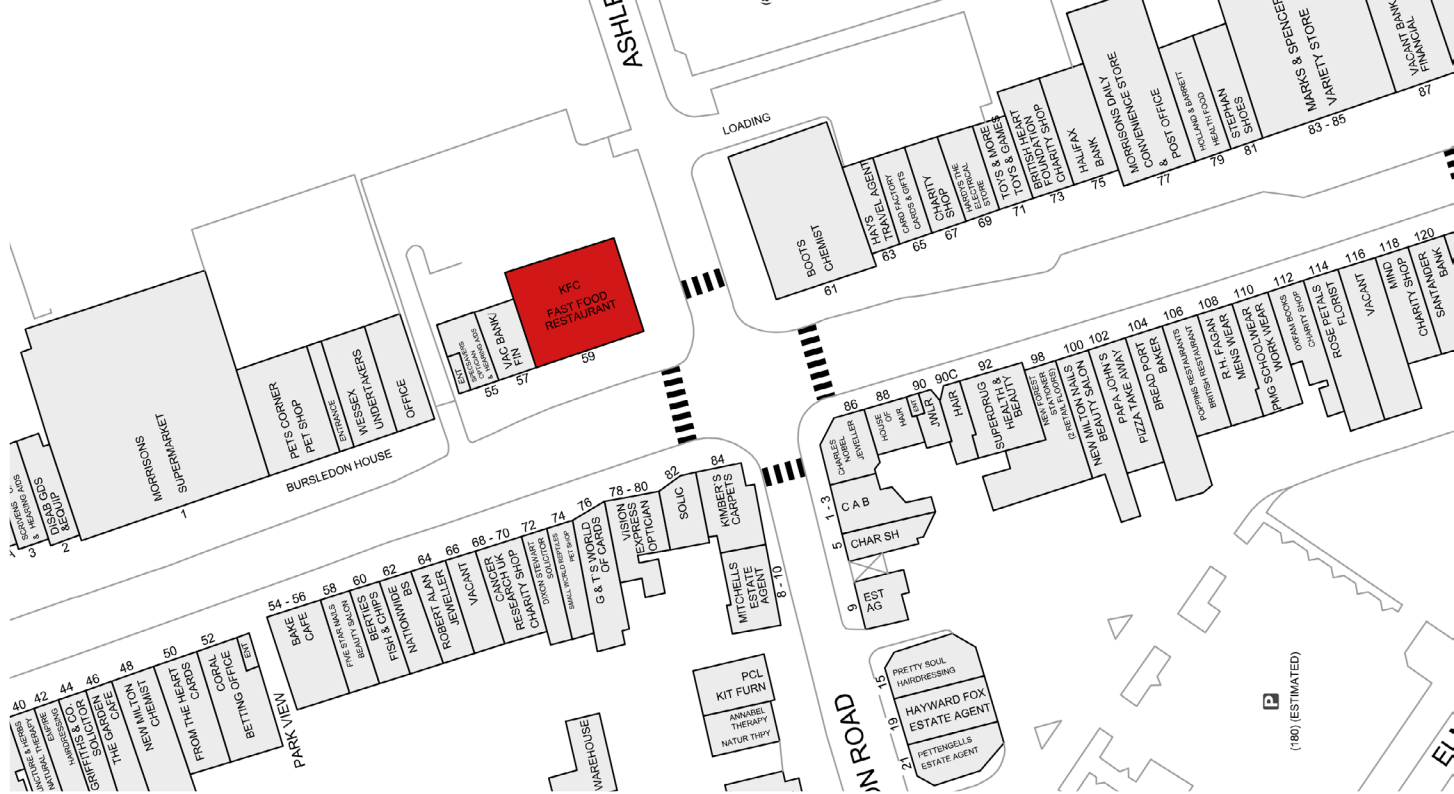 ASHLE
LOADING
KFC
FAST FOOD
RESTAURANT
59
VAC BANK/
FIN
57
SPECSAVERS
OPTICIAN
& HEARING AIDS
ENT
55
OFFICE
WESSEX
UNDERTAKERS
ENTRANCE
PETS CORNER
PET SHOP
BURSLEDON HOUSE
MORRISONS
SUPERMARKET
1
DISAB GDS
&EQUIP
2
& HEARING AIDS
3
BOOTS
CHEMIST
61
HAYS
TRAVEL AGENT
63
CARD FACTORY
CARDS & GIFTS
65
CHARITY
SHOP
67
HARDYS THE
ELECTRICAL
STORE
69
TOYS & MORE
TOYS & GAMES
71
BRITISH HEART
FOUNDATION
CHARITY SHOP
73
HALIFAX
BANK
75
MORRISONS DAILY
CONVENIENCE STORE
& POST OFFICE
77
HOLLAND & BARRETT
HEALTH FOOD
79
STEPHAN
SHOES
81
MARKS & SPENCER
VARIETY STORE
83 - 85
VACANT BANK
FINANCIAL
87
40
UNCTURE & HERBS
NATURAL THERAPY
42
EMPIRE
HAIRDRESSING
44
GRIFFITHS & CO.
SOLICITOR
46
THE GARDEN
CAFE
48
NEW MILTON
CHEMIST
50
FROM THE HEART
CARDS
52
CORAL
BETTING OFFICE
ENT
PARK VIEW
54 - 56
BAKE
CAFE
58
FIVE STAR NAILS
BEAUTY SALON
60
BERTIES
FISH & CHIPS
62
NATIONWIDE
BS
64
ROBERT ALAN
JEWELLER
66
VACANT
68 - 70
CANCER
RESEARCH UK
CHARITY SHOP
72
DIXON STEWART
SOLICITOR
74
SMALL WORLD REPTILES
PET SHOP
76
G & T'S WORLD
OF CARDS
78 - 80
VISION
EXPRESS
OPTICIAN
82
SOLIC
84
KIMBER'S
CARPETS
MITCHELLS
ESTATE
AGENT
8 - 10
PCL
KIT FURN
ANNABEL
THERAPY
NATUR THPY
WAREHOUSE
86
CHARLES
NOBEL
JEWELLER
88
HOUSE
OF
HAIR
ENT
90
JWLR
90C
HAIR
92
SUPERDRUG
HEALTH &
BEAUTY
98
NEW FOREST
STATIONER
(2 RETAIL FLOORS)
100
NEW MILTON NAILS
BEAUTY SALON
102
PAPA JOHN'S
PIZZA TAKE AWAY
104
BREAD PORT
BAKER
106
POPPINS RESTAURANTS
BRITISH RESTAURANT
108
R.H. FAGAN
MENS WEAR
110
PMG SCHOOLWEAR
WORK WEAR
112
OVERAN BOOKS
CHARITY SHOP
114
ROSE PETALS
FLORIST
116
VACANT
118
MIND
CHARITY SHOP
120
SANTANDER
BANK
1 - 3
C A B
5
CHAR SH
9
EST
AG
15
PRETTY SOUL
HAIRDRESSING
19
HAYWARD FOX
ESTATE AGENT
21
PETTENGELLS
ESTATE AGENT
ON ROAD
P
(180) (ESTIMATED)
ELM